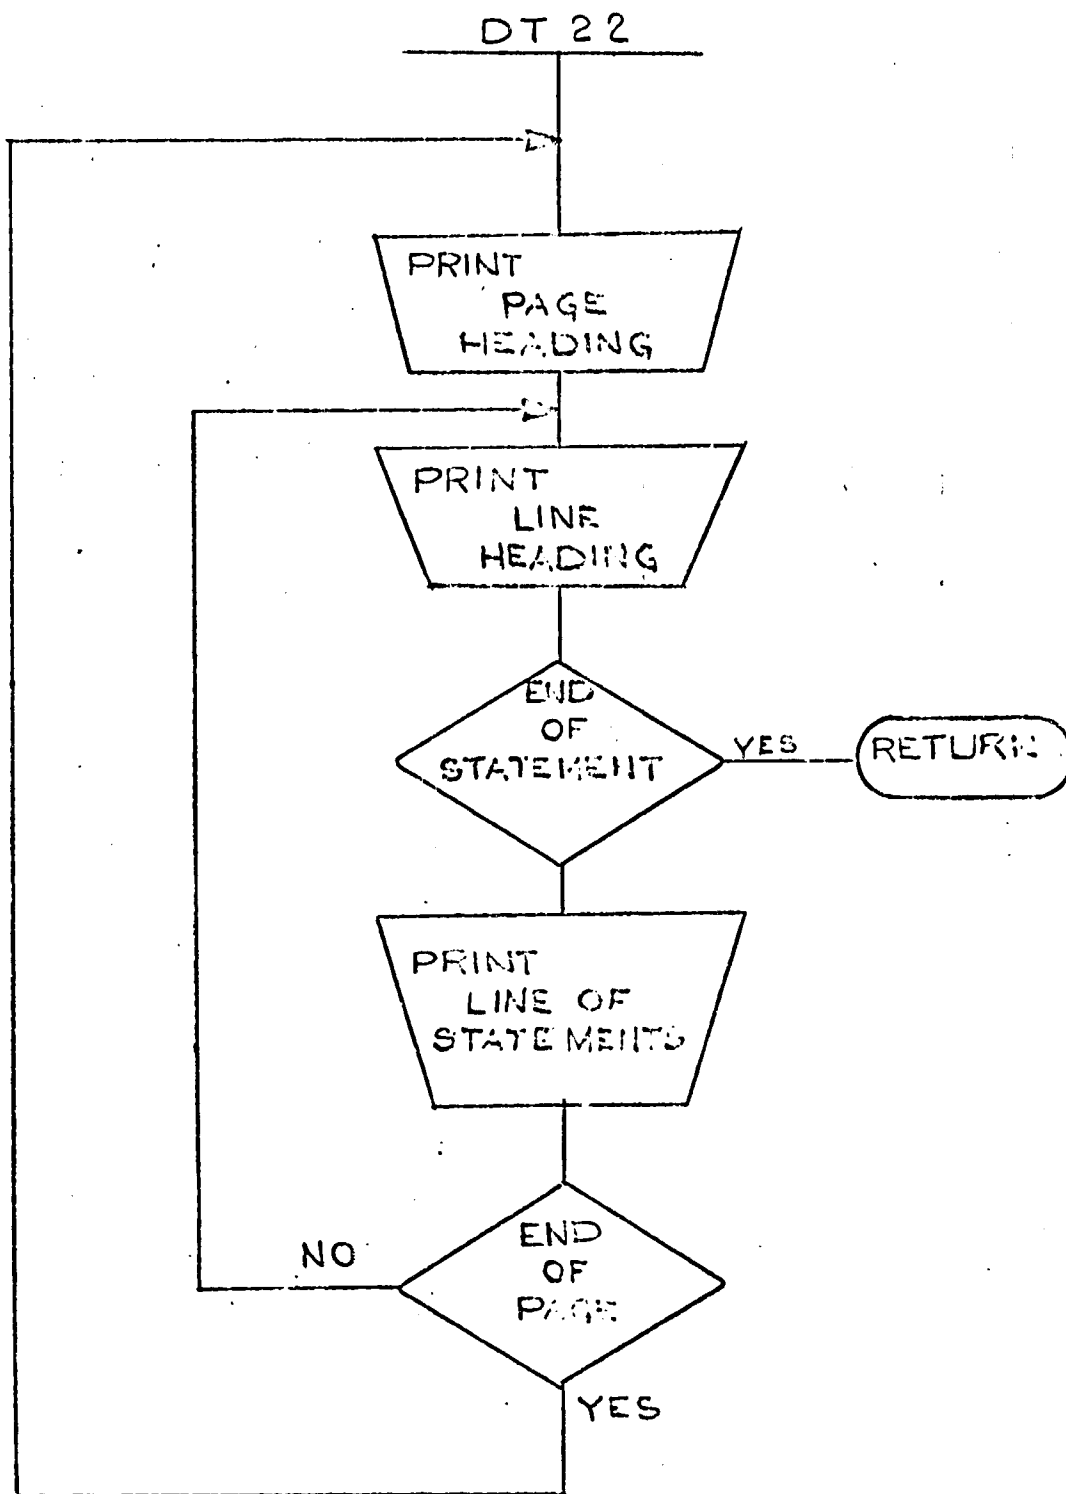 DT 22
PRINT
PAGE
HEADING
PRINT
LINE
HEADING
END
OF
STATEMENT
YES
RETURN
PRINT
LINE OF
STATEMENTS
END
OF
PAGE
NO
YES